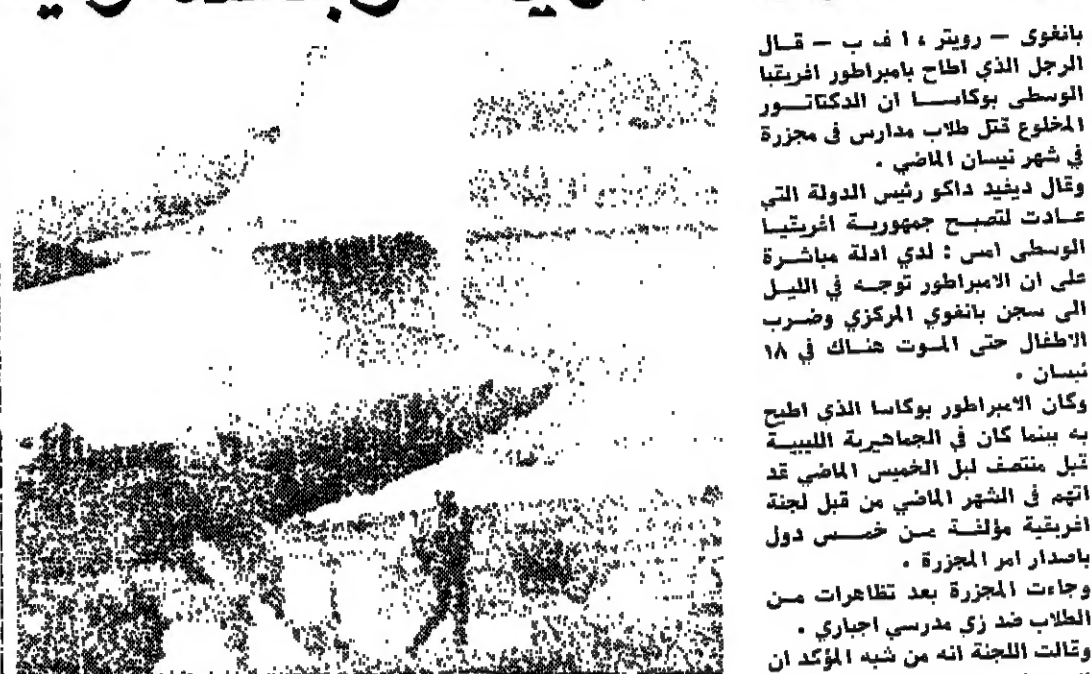 بانغوى — رويتر ، ا ف ب — قال
الرجل الذي اطاح بامبراطور افريقيا
الوسطى بوكاسا ان الدكتاتور
المخلوع قتل طلاب مدارس في مجزرة
في شهر نيسان الماضي .
وقال ديفيد داكو رئيس الدولة التي
عادت لتصبح جمهورية افريقيا
الوسطى امس : لدي ادلة مباشرة
على ان الامبراطور توجه في الليل
الى سجن بانغوي المركزي وضرب
الاطفال حتى الموت هناك في ١٨
نيسان .
وكان الامبراطور بوكاسا الذي اطيح
به بينما كان في الجماهيرية الليبية
قبل منتصف ليل الخميس الماضي قد
اتهم في الشهر الماضي من قبل لجنة
افريقية مؤلفة من خمس دول
باصدار امر المجزرة .
وجاءت المجزرة بعد تظاهرات من
الطلاب ضد زي مدرسي اجباري .
وقالت اللجنة انه من شبه المؤكد ان